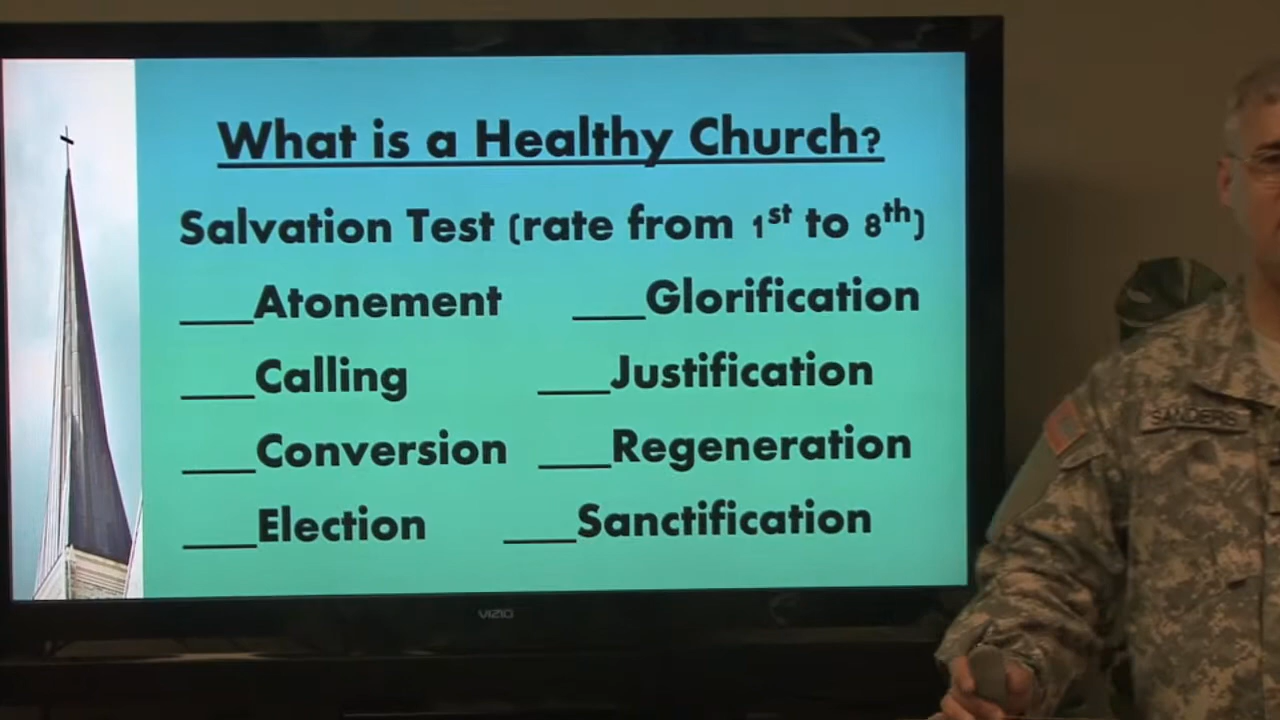 What is a Healthy Church?
Salvation Test (rate from 1st to 8th)
___Atonement ___Glorification
___Calling ___Justification
___Conversion ___Regeneration
___Election ___Sanctification
VIZIO
SANDERS